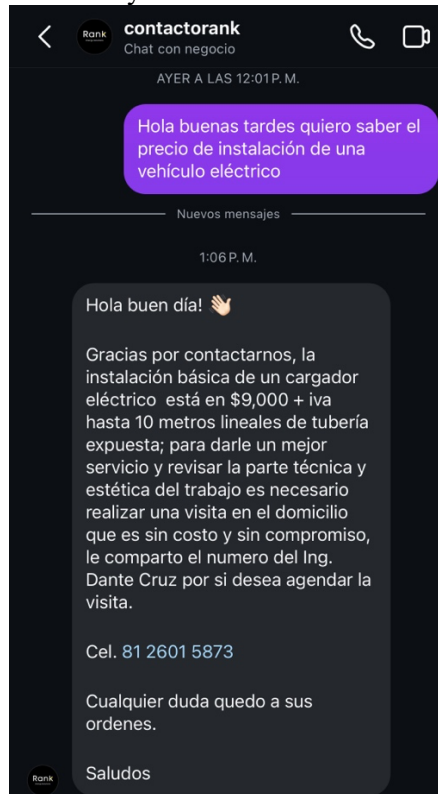 contactorank
Rank
Chat con negocio
AYER A LAS 12:01 P. M.
Hola buenas tardes quiero saber el
precio de instalación de una
vehículo eléctrico
Nuevos mensajes
1:06 P. M.
Hola buen día! 👋🏻
Gracias por contactarnos, la
instalación básica de un cargador
eléctrico  está en $9,000 + iva
hasta 10 metros lineales de tubería
expuesta; para darle un mejor
servicio y revisar la parte técnica y
estética del trabajo es necesario
realizar una visita en el domicilio
que es sin costo y sin compromiso,
le comparto el numero del Ing.
Dante Cruz por si desea agendar la
visita.
Cel. 81 2601 5873
Cualquier duda quedo a sus
ordenes.
Saludos
Rank